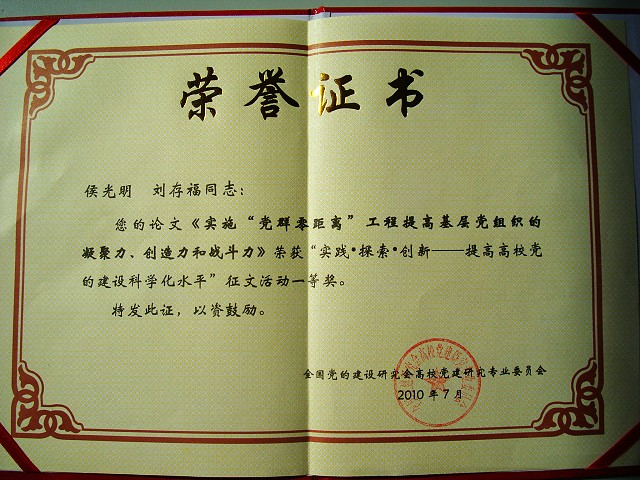 荣誉证书
侯光明 刘存福同志：
您的论文《实施“党群零距离”工程提高基层党组织的
凝聚力、创造力和战斗力》荣获“实践·探索·创新——提高高校党
的建设科学化水平”征文活动一等奖。
特发此证，以资鼓励。
全国党的建设研究会高校党建研究专业委员会
2010年7月